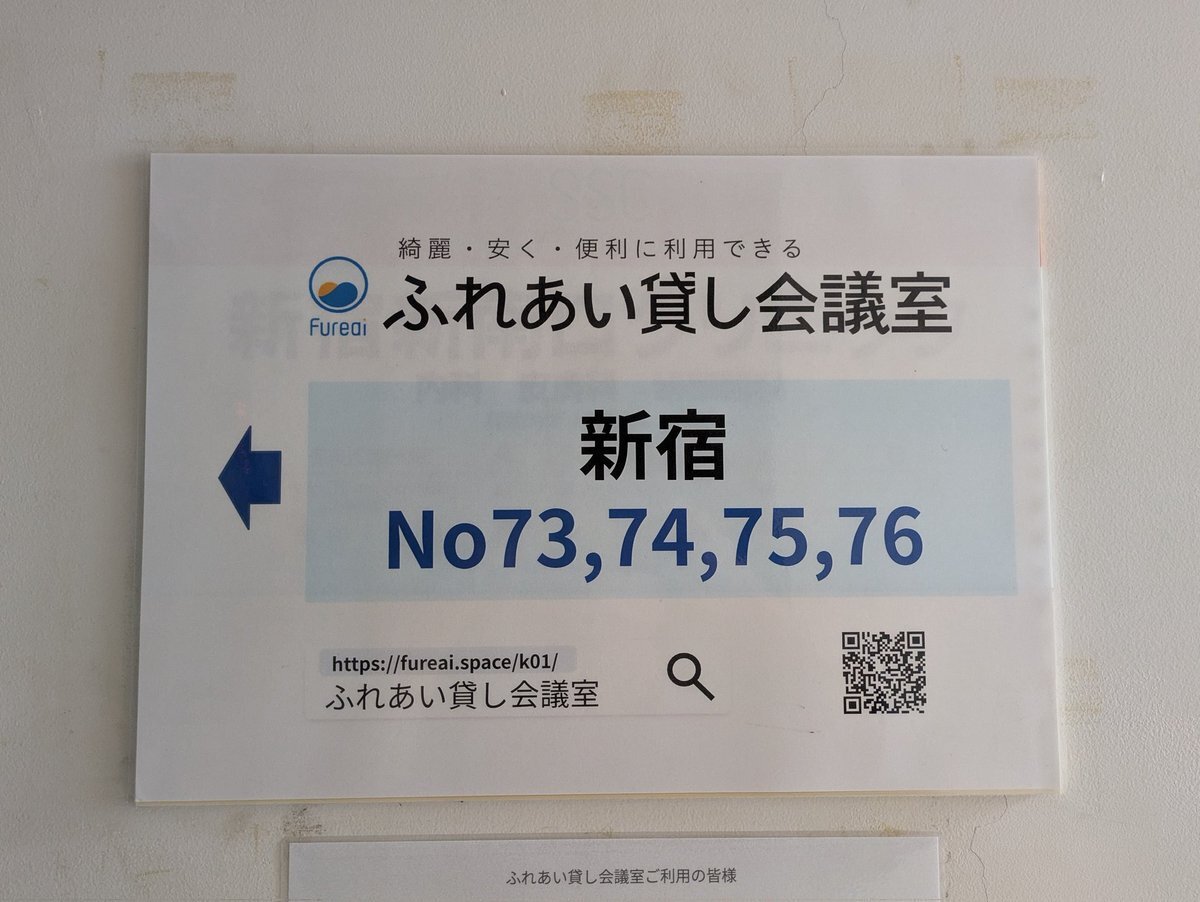 綺麗・安く・便利に利用できる
Fureai
ふれあい貸し会議室
新宿
No73,74,75,76
https://fureai.space/k01/
ふれあい貸し会議室
ふれあい貸し会議室ご利用の皆様